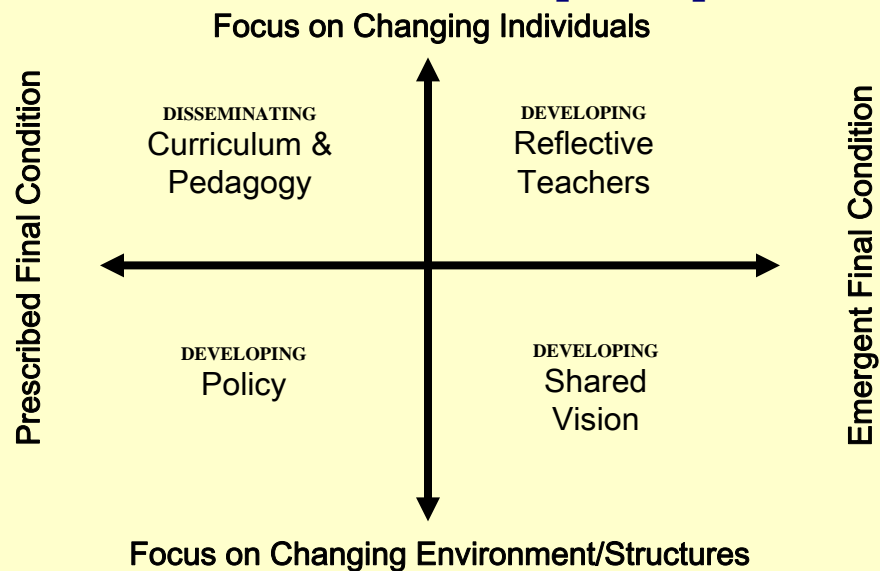 Focus on Changing Individuals
Prescribed Final Condition
DISSEMINATING
Curriculum &
Pedagogy
DEVELOPING
Reflective
Teachers
Emergent Final Condition
DEVELOPING
Policy
DEVELOPING
Shared
Vision
Focus on Changing Environment/Structures